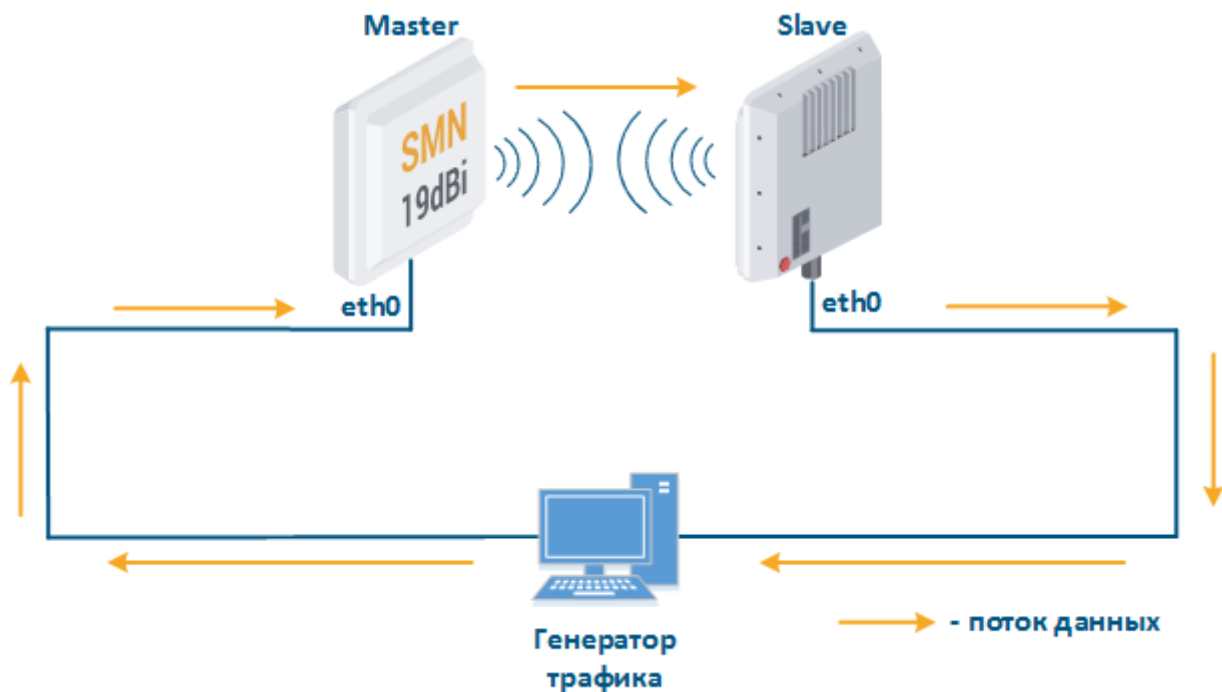 Master
Slave
SMN
19dBi
eth0
eth0
Генератор
трафика
- поток данных